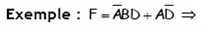 Exemple : F = A̅BD + AD̅ ⇒